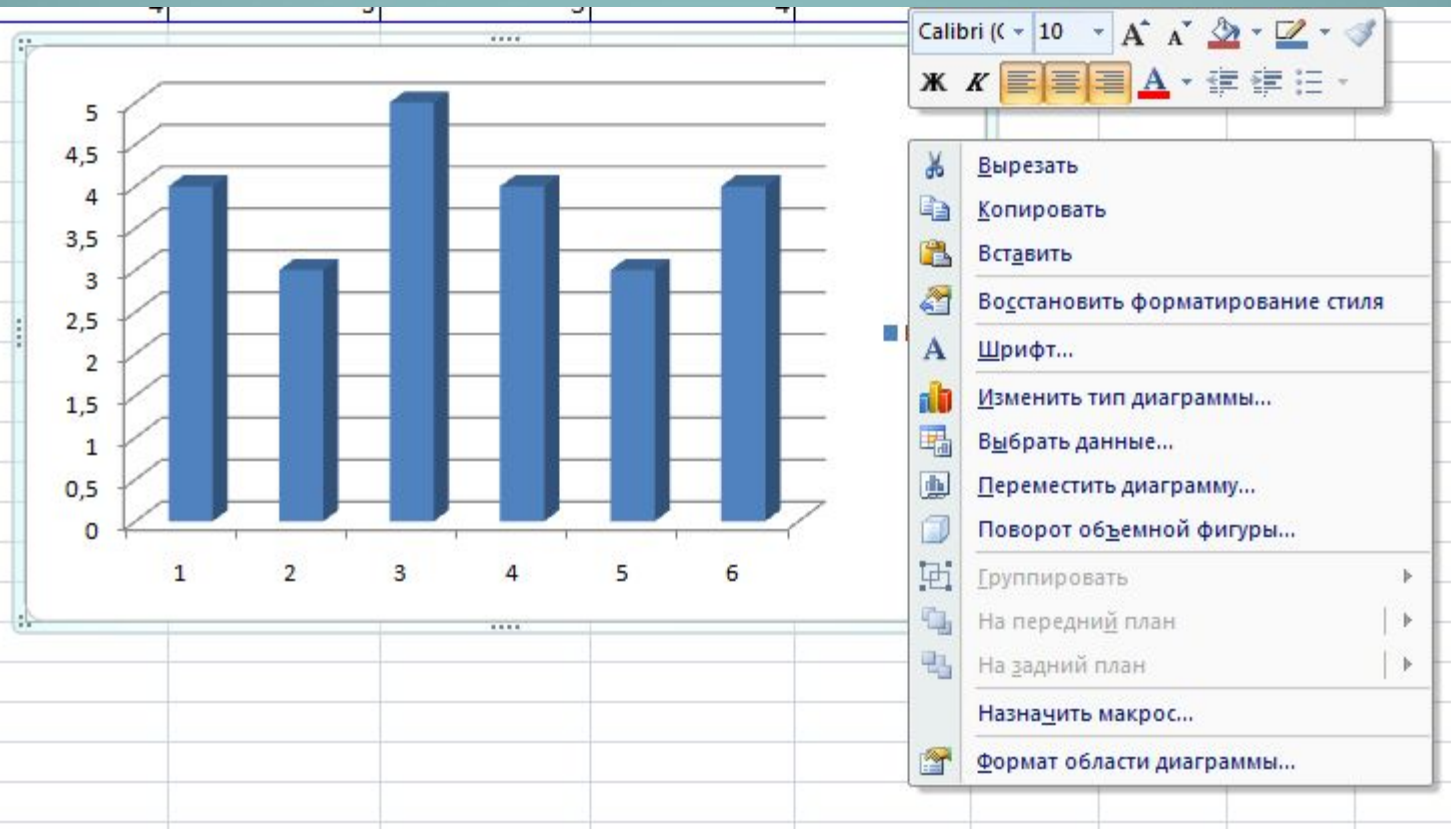 Calibri (( 10
Ж К
5
4,5
4
3,5
3
2,5
2
1,5
1
0,5
0
1 2 3 4 5 6
Вырезать
Копировать
Вставить
Восстановить форматирование стиля
Шрифт...
Изменить тип диаграммы...
Выбрать данные...
Переместить диаграмму...
Поворот объемной фигуры...
Группировать
На передний план
На задний план
Назначить макрос...
Формат области диаграммы...